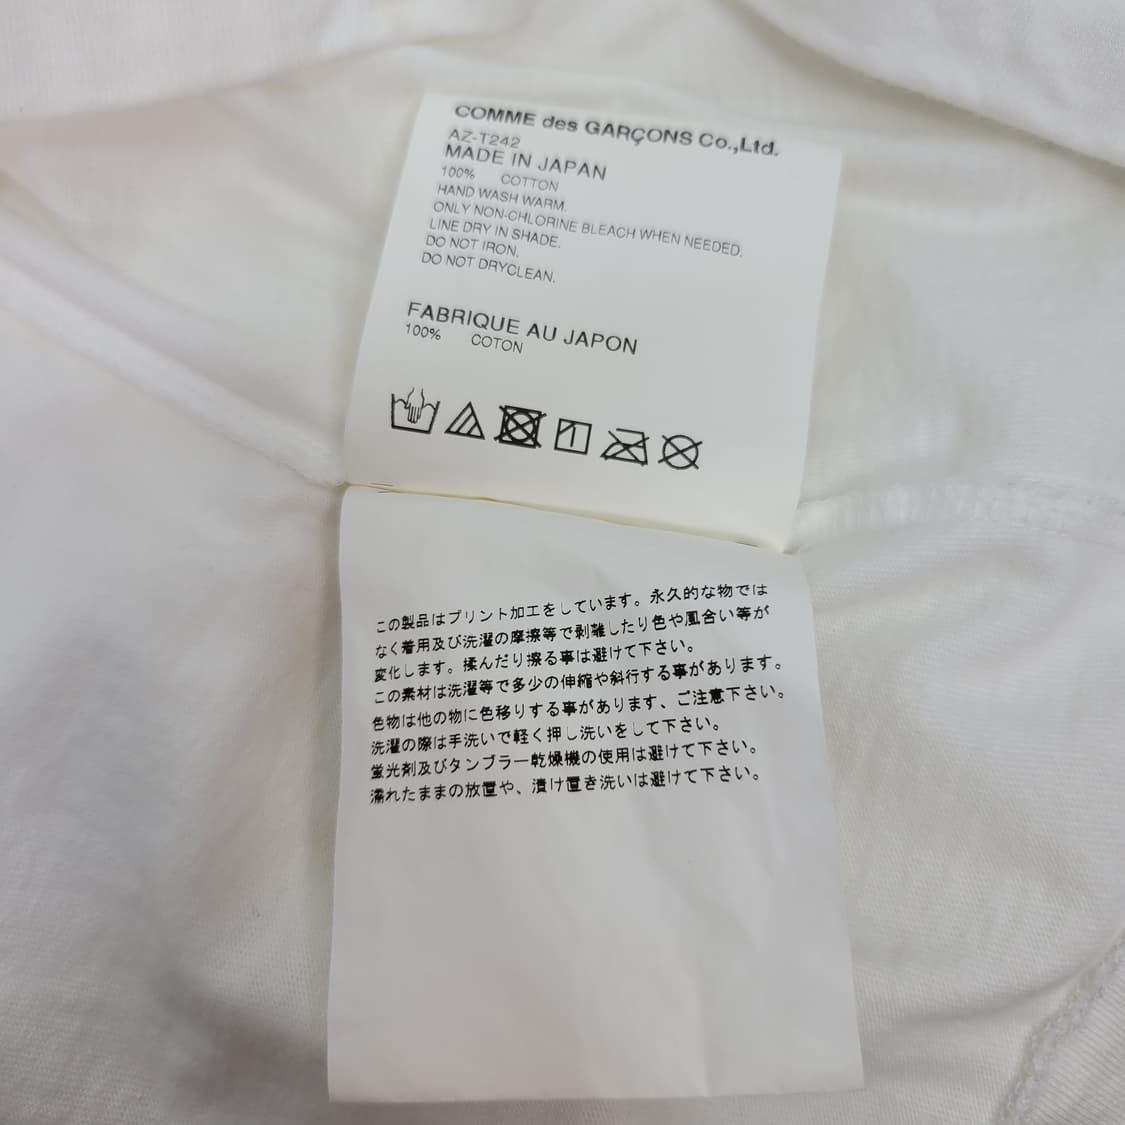 COMME des GARÇONS Co.,Ltd.
AZ-T242
MADE IN JAPAN
100% COTTON
HAND WASH WARM.
ONLY NON-CHLORINE BLEACH WHEN NEEDED.
LINE DRY IN SHADE.
DO NOT IRON.
DO NOT DRYCLEAN.
FABRIQUE AU JAPON
100% COTON
この製品はプリント加工をしています。永久的な物では
なく着用及び洗濯の摩擦等で剥離したり色や風合い等が
変化します。揉んだり擦る事は避けて下さい。
この素材は洗濯等で多少の伸縮や斜行する事があります。
色物は他の物に色移りする事があります、ご注意下さい。
洗濯の際は手洗いで軽く押し洗いをして下さい。
蛍光剤及びタンブラー乾燥機の使用は避けて下さい。
濡れたままの放置や、漬け置き洗いは避けて下さい。